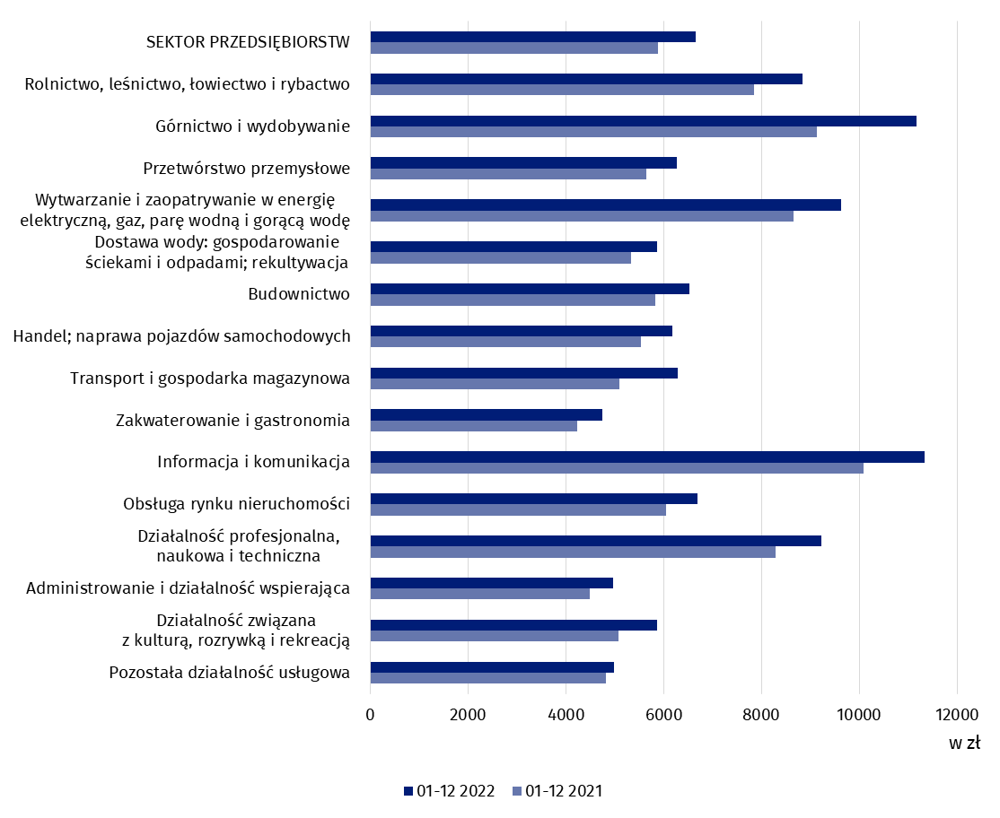 SEKTOR PRZEDSIĘBIORSTW
Rolnictwo, leśnictwo, łowiectwo i rybactwo
Górnictwo i wydobywanie
Przetwórstwo przemysłowe
Wytwarzanie i zaopatrywanie w energię
elektryczną, gaz, parę wodną i gorącą wodę
Dostawa wody: gospodarowanie
ściekami i odpadami; rekultywacja
Budownictwo
Handel; naprawa pojazdów samochodowych
Transport i gospodarka magazynowa
Zakwaterowanie i gastronomia
Informacja i komunikacja
Obsługa rynku nieruchomości
Działalność profesjonalna,
naukowa i techniczna
Administrowanie i działalność wspierająca
Działalność związana
z kulturą, rozrywką i rekreacją
Pozostała działalność usługowa
0 2000 4000 6000 8000 10000 12000
w zł
01-12 2022 01-12 2021